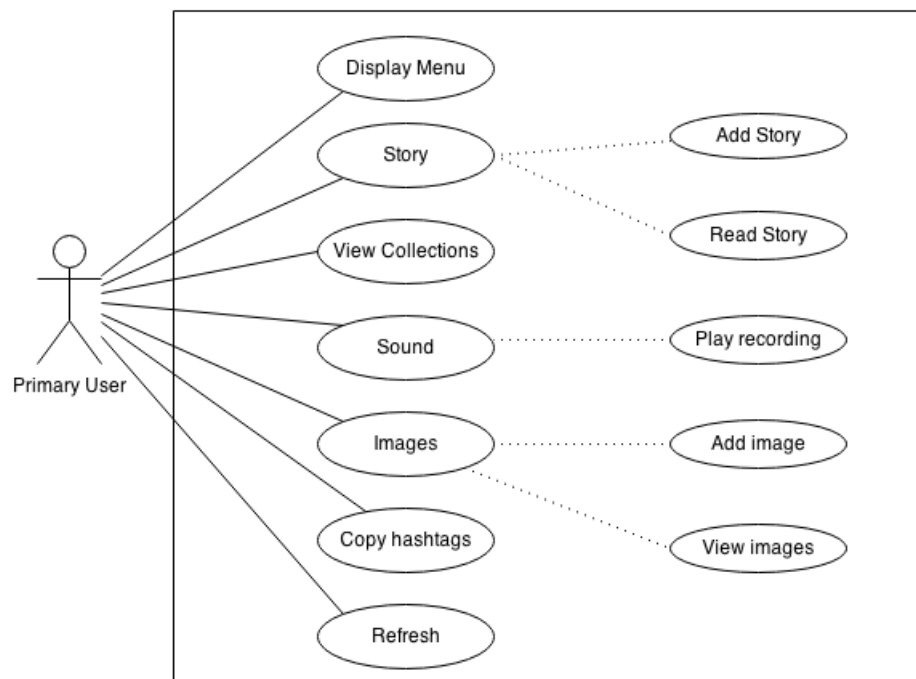 Display Menu
Add Story
Story
Read Story
View Collections
Play recording
Sound
Primary User
Images
Add image
Copy hashtags
View images
Refresh